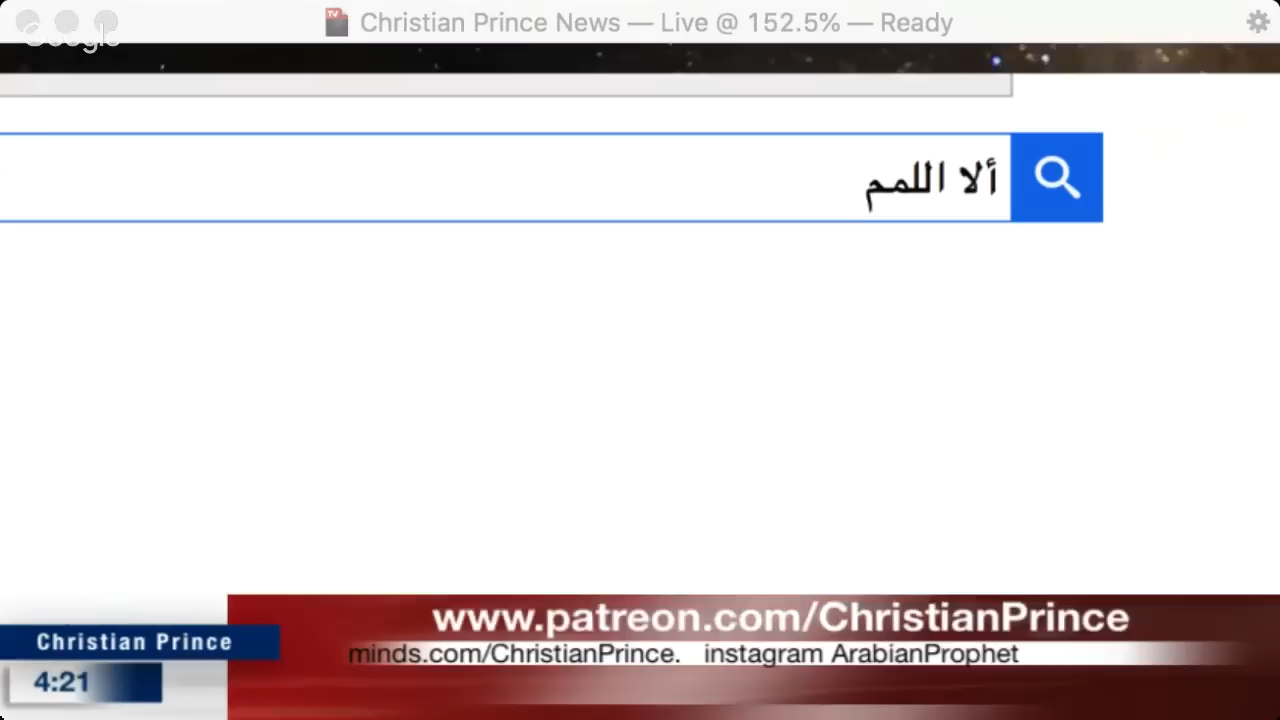 Christian Prince News — Live @ 152.5% — Ready
Google
ألا اللمم
www.patreon.com/ChristianPrince
Christian Prince
minds.com/ChristianPrince. instagram ArabianProphet
4:21